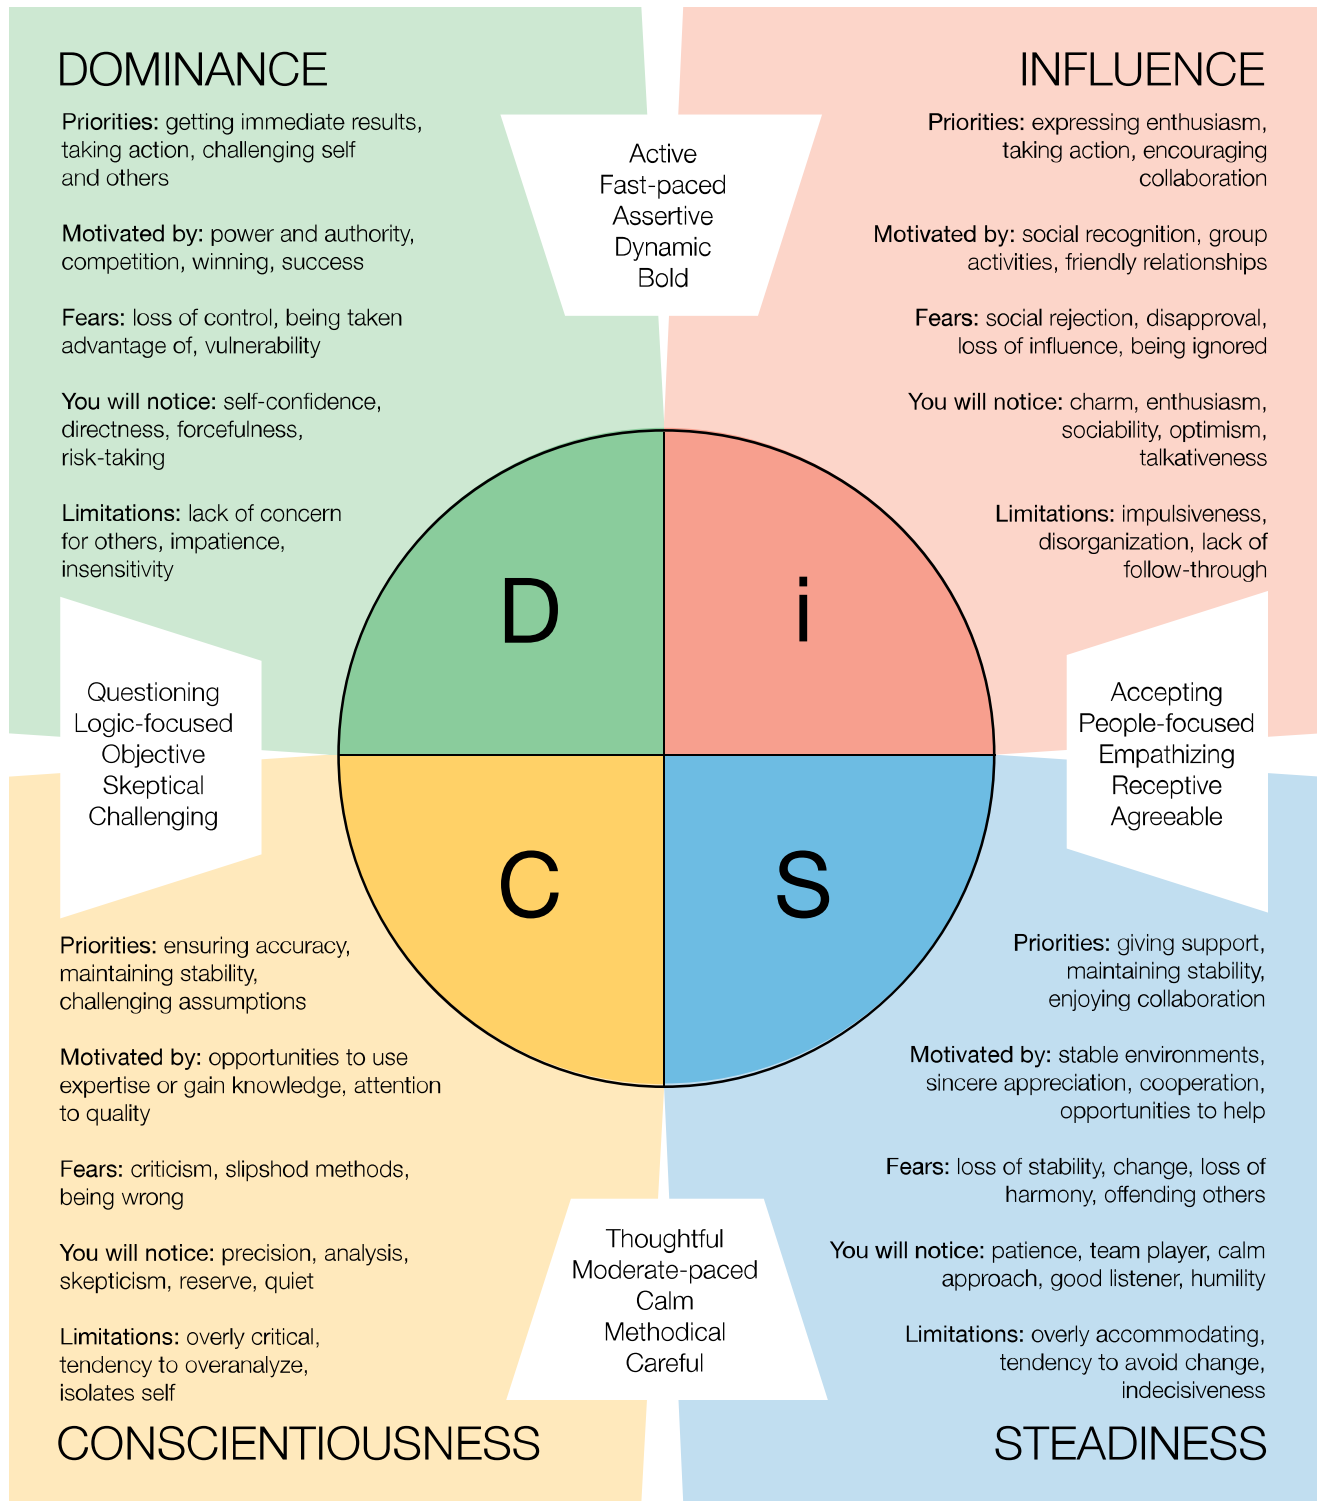 DOMINANCE
Priorities: getting immediate results,
taking action, challenging self
and others
Motivated by: power and authority,
competition, winning, success
Fears: loss of control, being taken
advantage of, vulnerability
You will notice: self-confidence,
directness, forcefulness,
risk-taking
Limitations: lack of concern
for others, impatience,
insensitivity
Active
Fast-paced
Assertive
Dynamic
Bold
INFLUENCE
Priorities: expressing enthusiasm,
taking action, encouraging
collaboration
Motivated by: social recognition, group
activities, friendly relationships
Fears: social rejection, disapproval,
loss of influence, being ignored
You will notice: charm, enthusiasm,
sociability, optimism,
talkativeness
Limitations: impulsiveness,
disorganization, lack of
follow-through
D
i
Questioning
Logic-focused
Objective
Skeptical
Challenging
Accepting
People-focused
Empathizing
Receptive
Agreeable
C
S
Priorities: ensuring accuracy,
maintaining stability,
challenging assumptions
Motivated by: opportunities to use
expertise or gain knowledge, attention
to quality
Fears: criticism, slipshod methods,
being wrong
You will notice: precision, analysis,
skepticism, reserve, quiet
Limitations: overly critical,
tendency to overanalyze,
isolates self
CONSCIENTIOUSNESS
Thoughtful
Moderate-paced
Calm
Methodical
Careful
Priorities: giving support,
maintaining stability,
enjoying collaboration
Motivated by: stable environments,
sincere appreciation, cooperation,
opportunities to help
Fears: loss of stability, change, loss of
harmony, offending others
You will notice: patience, team player, calm
approach, good listener, humility
Limitations: overly accommodating,
tendency to avoid change,
indecisiveness
STEADINESS